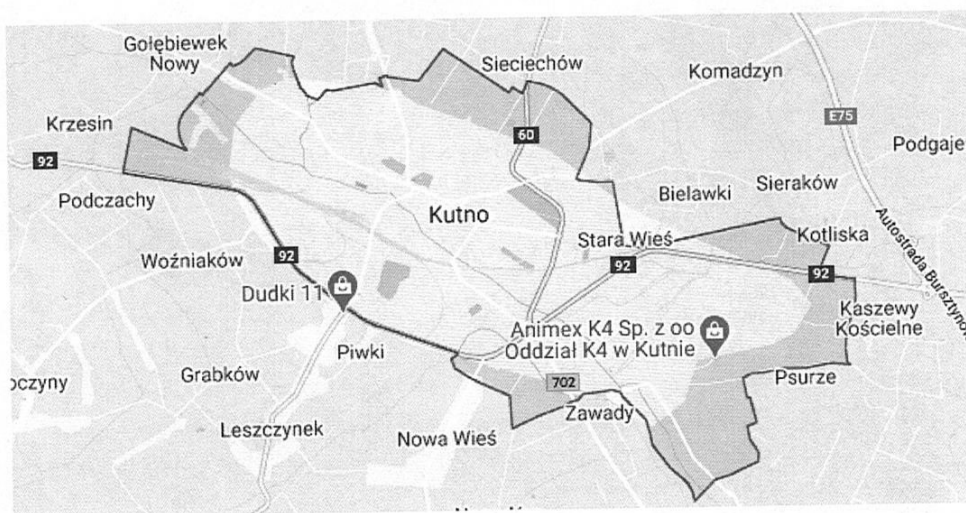 Gołębiewek
Nowy
Sieciechów
Komadzyn
E75
Krzesin
60
Podgaje
92
Podczachy
Bielawki
Sieraków
Kutno
Stara Wieś
Kotliska
Autostrada Bursztynow
Woźniaków
92
92
92
Dudki 11
Kaszewy
Kościelne
Animex K4 Sp. z oo
Oddział K4 w Kutnie
Piwki
oczyny
Grabków
702
Psurze
Zawady
Leszczynek
Nowa Wieś